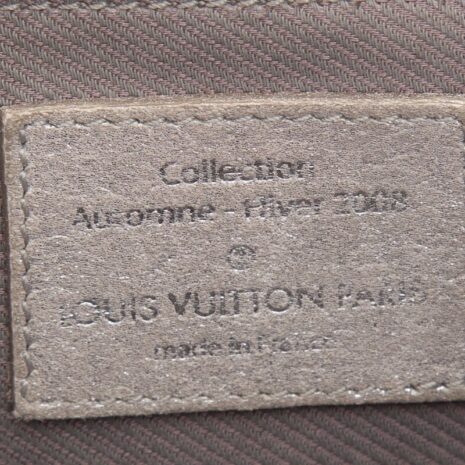 Collection
Automne - Hiver 2008
®
LOUIS VUITTON PARIS
made in France